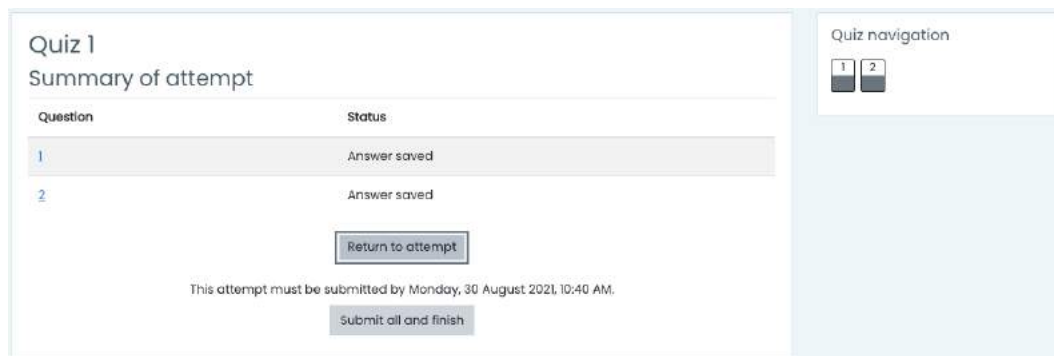 Quiz 1
Summary of attempt
Question Status
1 Answer saved
2 Answer saved
Return to attempt
This attempt must be submitted by Monday, 30 August 2021, 10:40 AM.
Submit all and finish
Quiz navigation
1 2